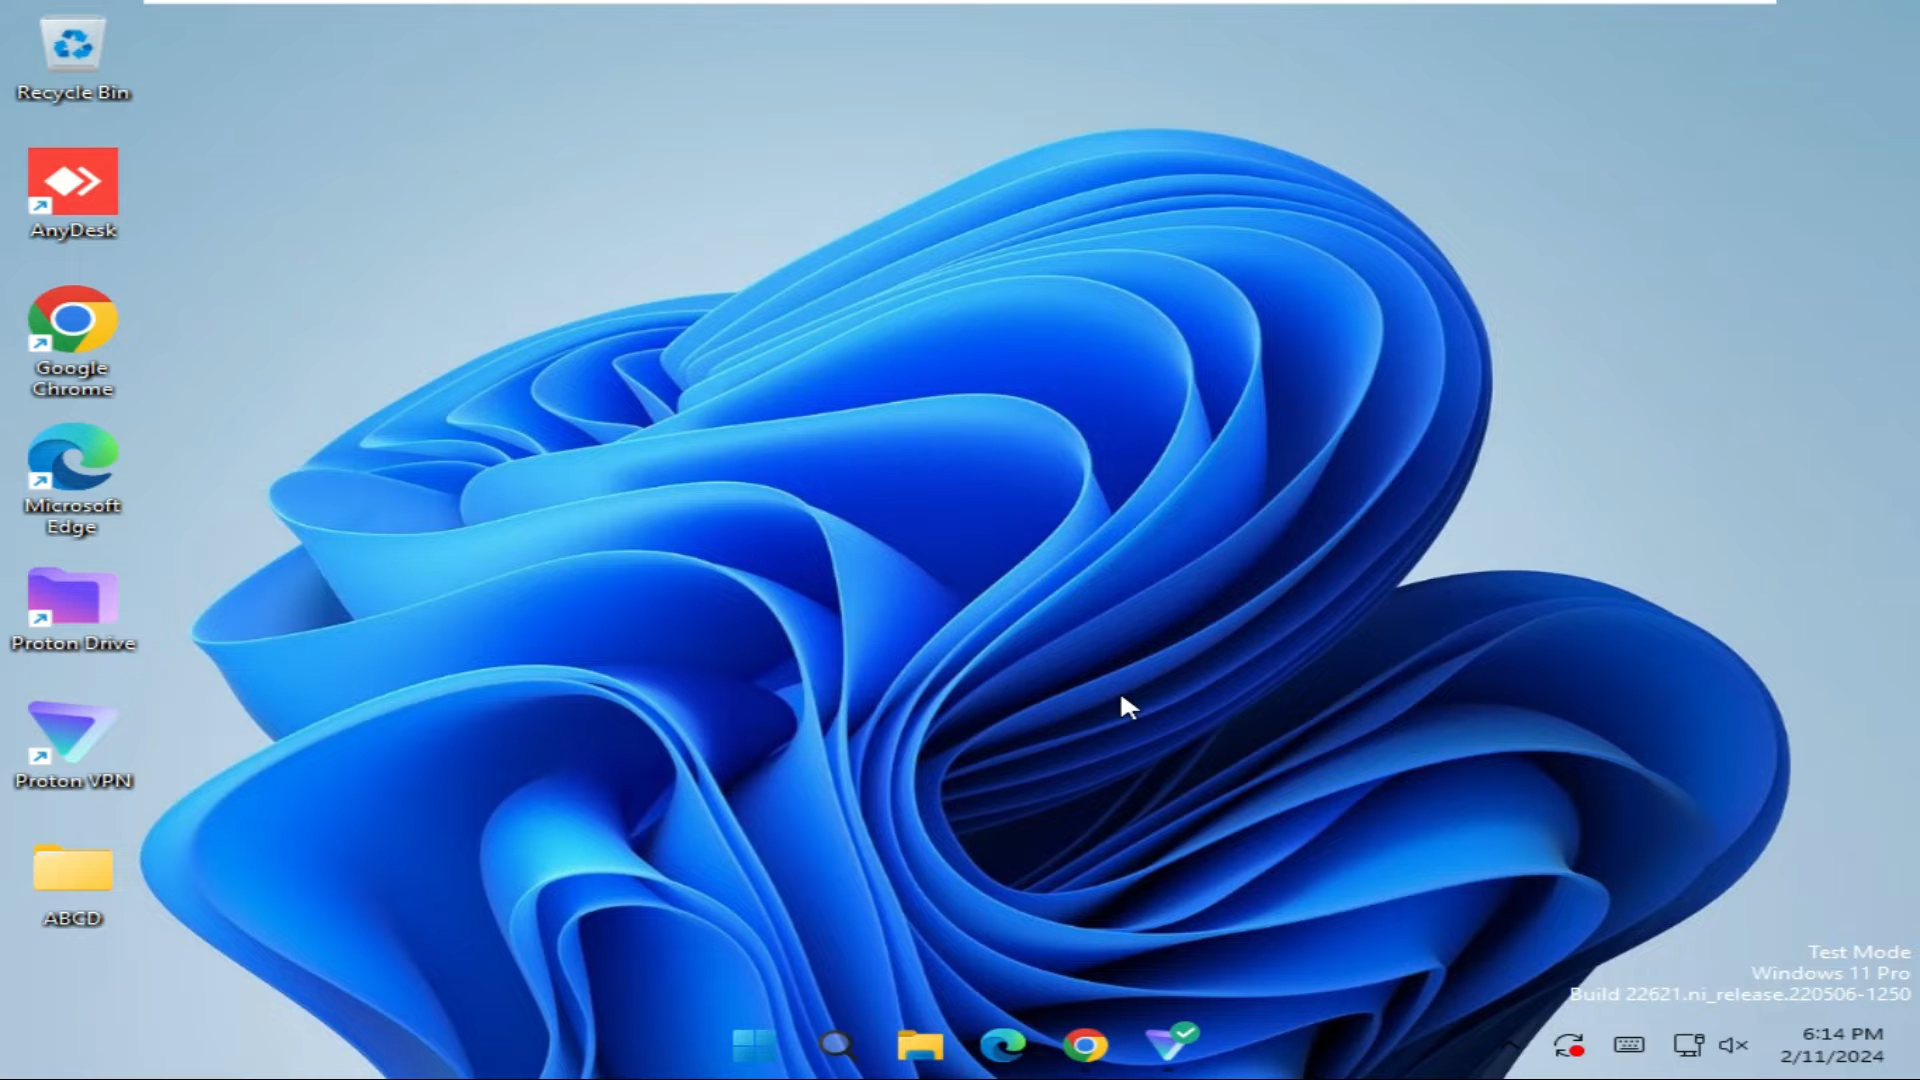 Recycle Bin
AnyDesk
Google
Chrome
Microsoft
Edge
Proton Drive
Proton VPN
ABCD
Test Mode
Windows 11 Pro
Build 22621.ni_release.220506-1250
6:14 PM
2/11/2024